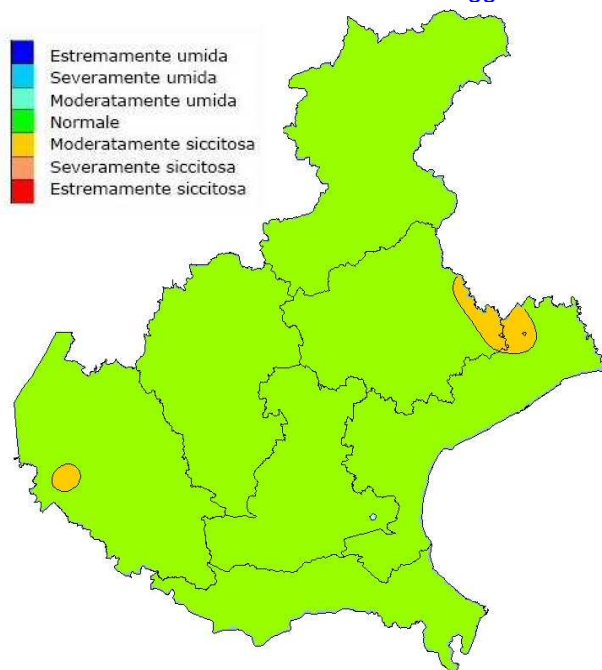 Estremamente umida
Severamente umida
Moderatamente umida
Normale
Moderatamente siccitosa
Severamente siccitosa
Estremamente siccitosa